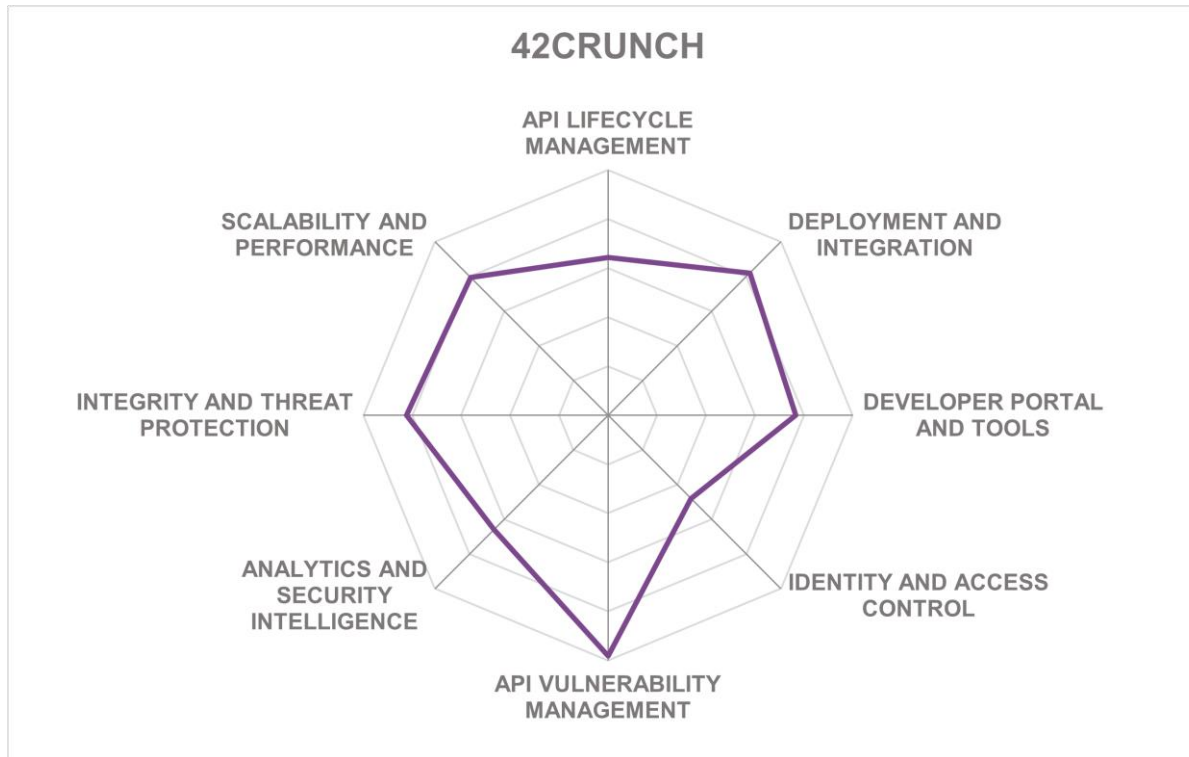 42CRUNCH
API LIFECYCLE
MANAGEMENT
SCALABILITY AND
PERFORMANCE
DEPLOYMENT AND
INTEGRATION
INTEGRITY AND THREAT
PROTECTION
DEVELOPER PORTAL
AND TOOLS
ANALYTICS AND
SECURITY
INTELLIGENCE
IDENTITY AND ACCESS
CONTROL
API VULNERABILITY
MANAGEMENT